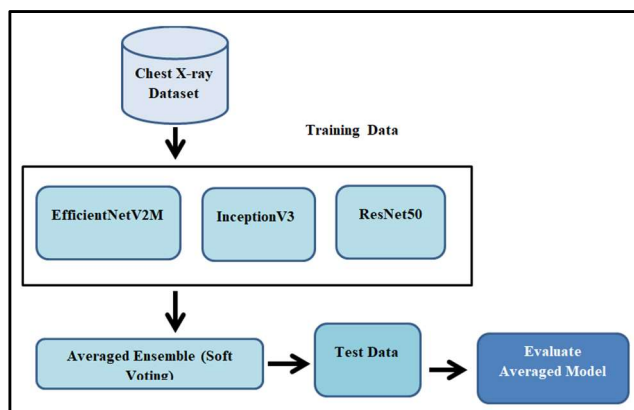 Chest X-ray
Dataset
Training Data
EfficientNetV2M
InceptionV3
ResNet50
Averaged Ensemble (Soft
Voting)
Test Data
Evaluate
Averaged Model